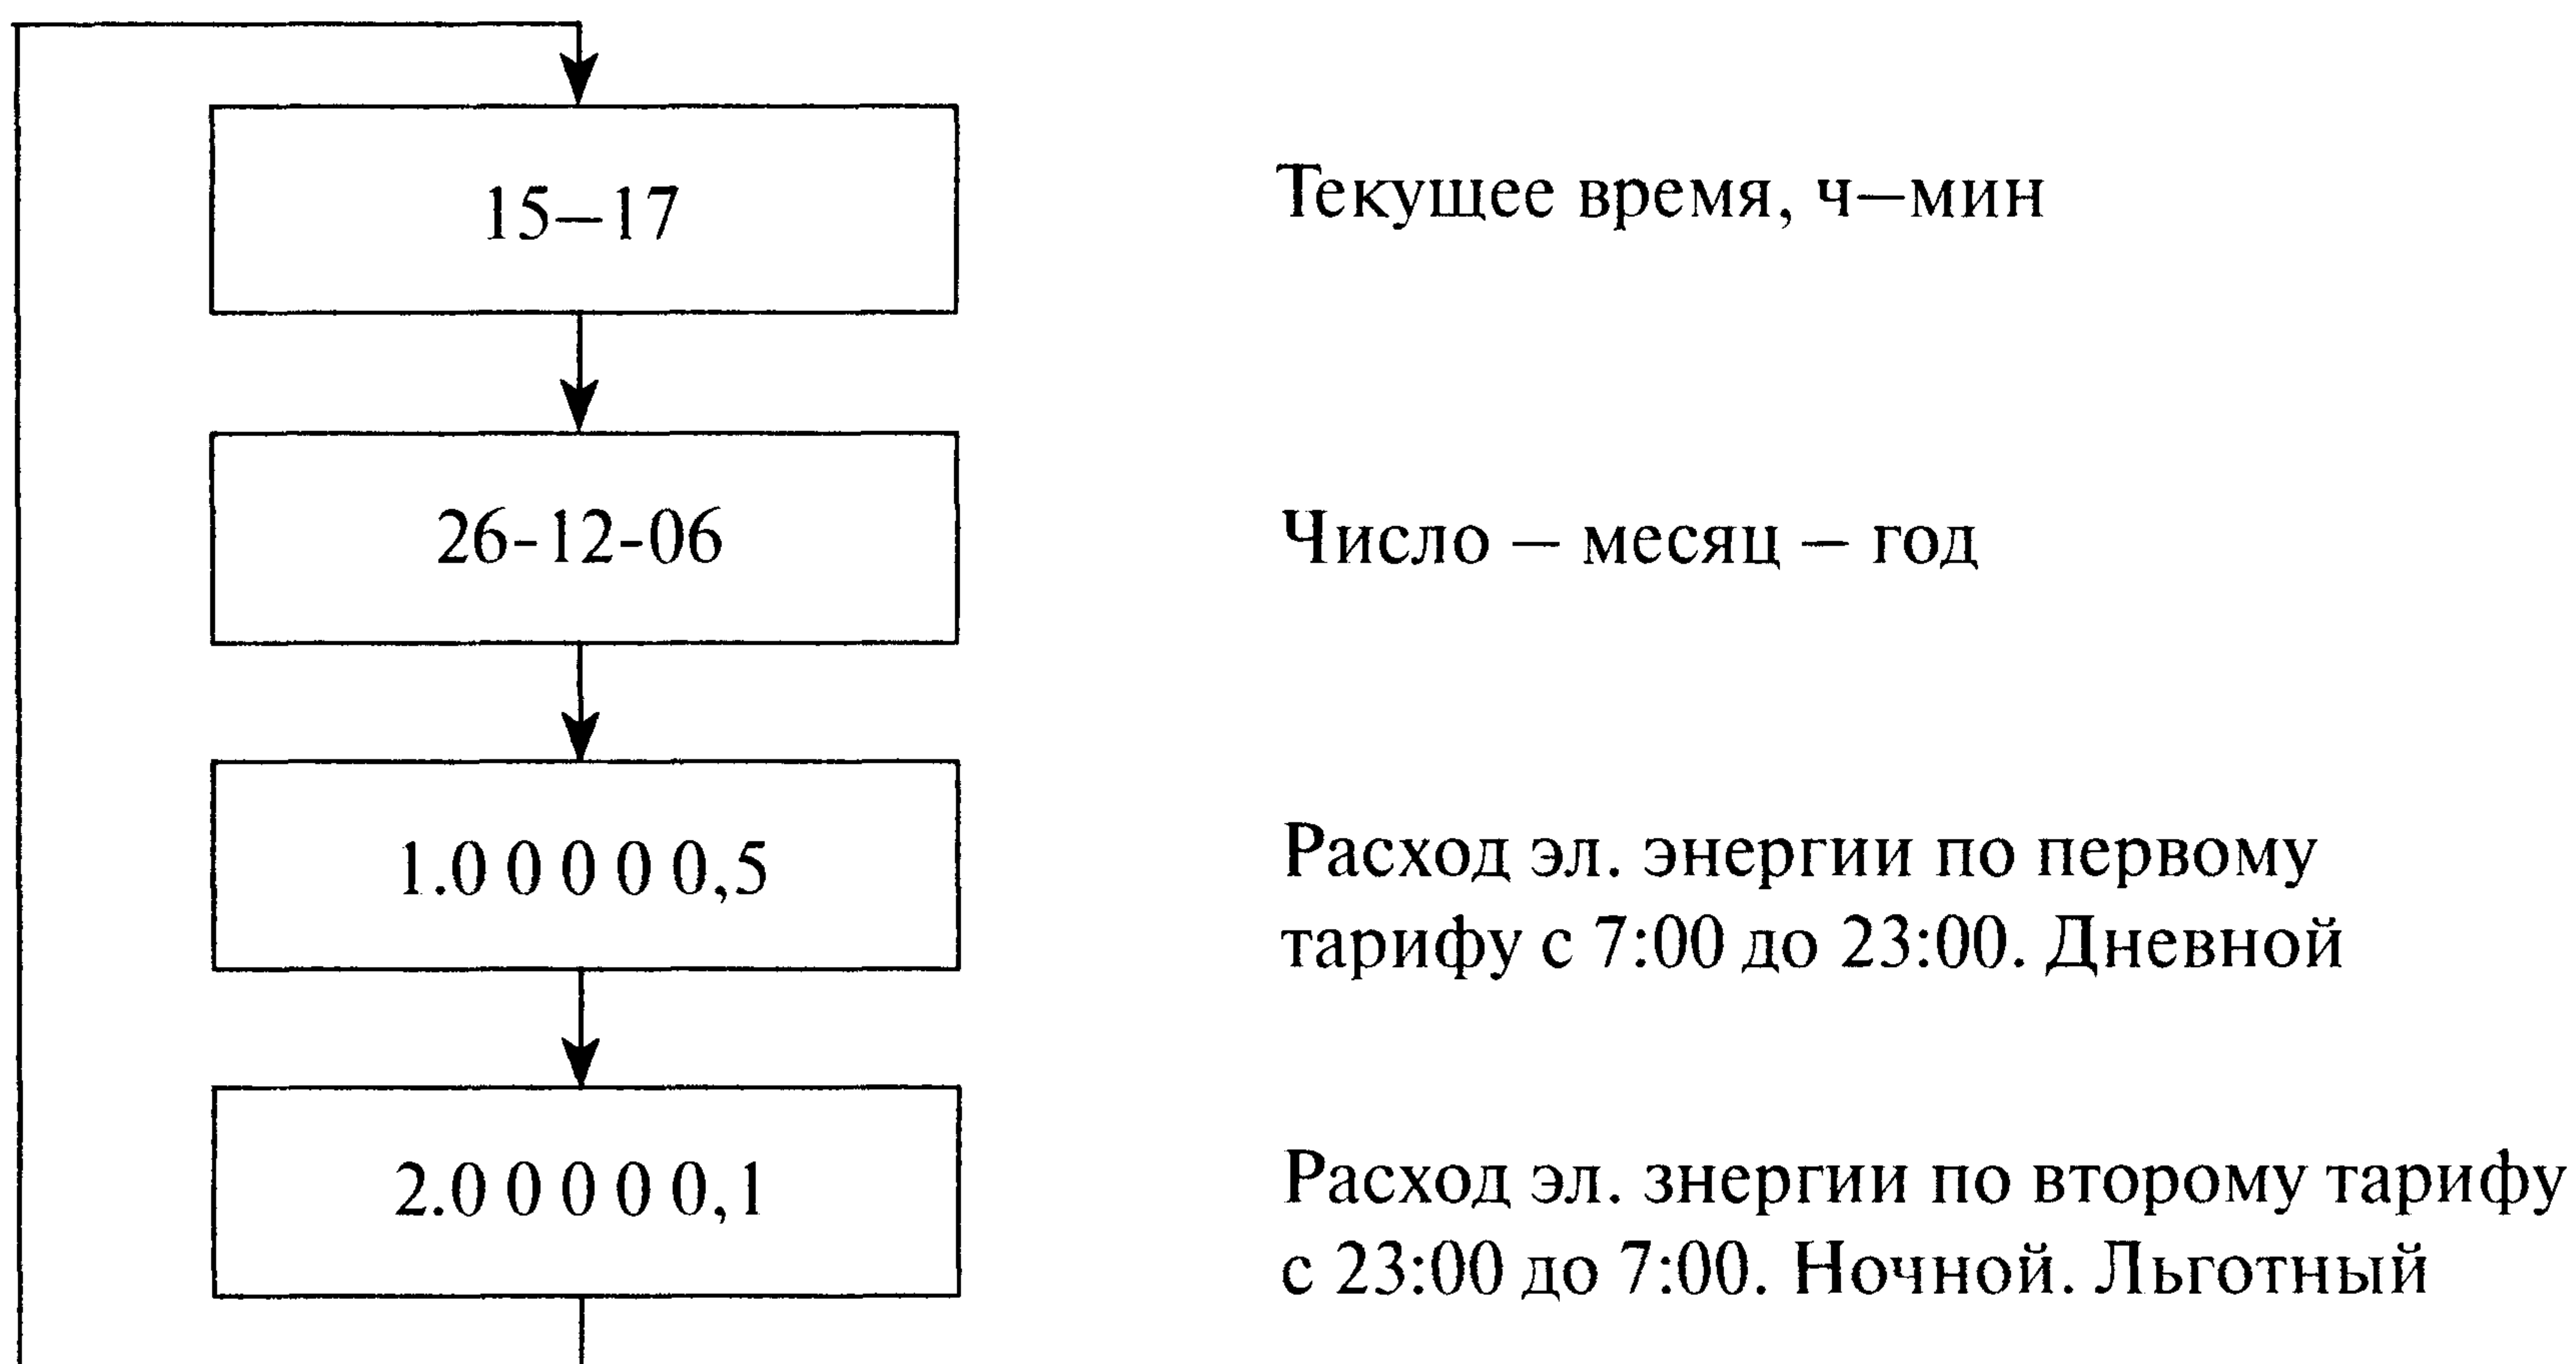 15–17
Текущее время, ч–мин
26-12-06
Число – месяц – год
1.0 0 0 0 0,5
Расход эл. энергии по первому
тарифу с 7:00 до 23:00. Дневной
2.0 0 0 0 0,1
Расход эл. знергии по второму тарифу
с 23:00 до 7:00. Ночной. Льготный